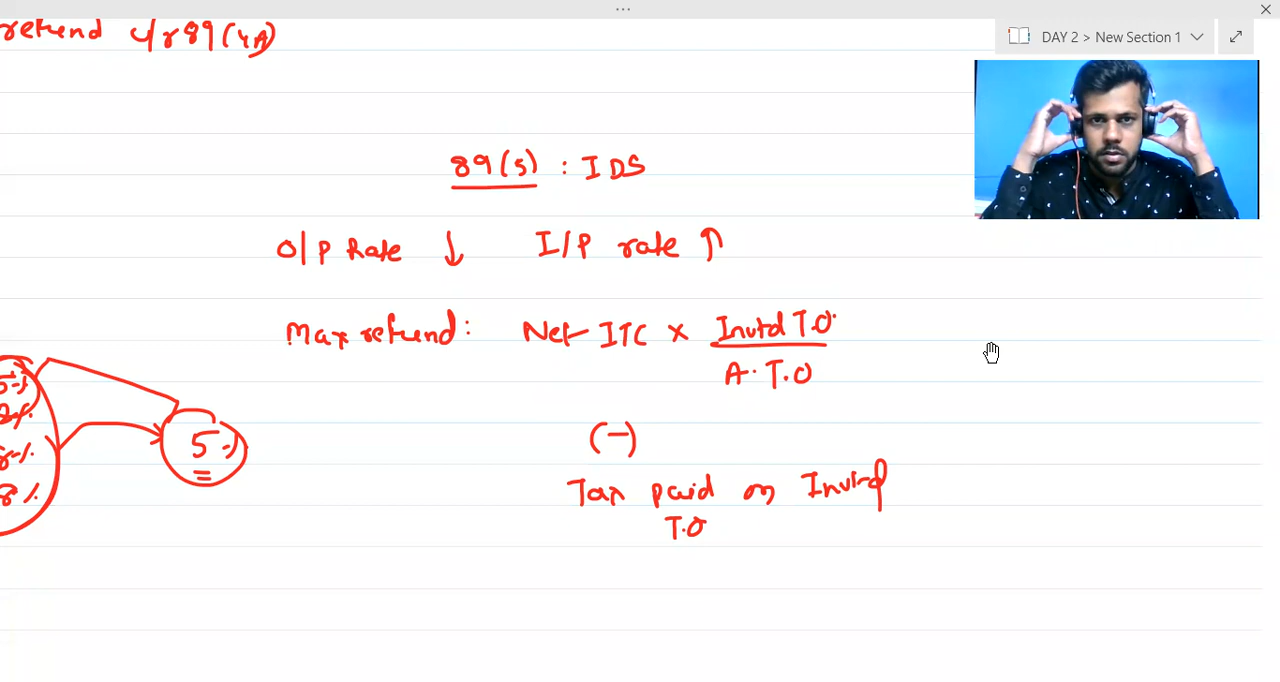 DAY 2 > New Section 1
refund u/r 89(4A)
89(5) : IDS
O/P Rate ↓ I/P rate ↑
Max refund: Net ITC × Invtd T.O.
A.T.O
5%
5%
(-)
Tax paid on Invtd
T.O